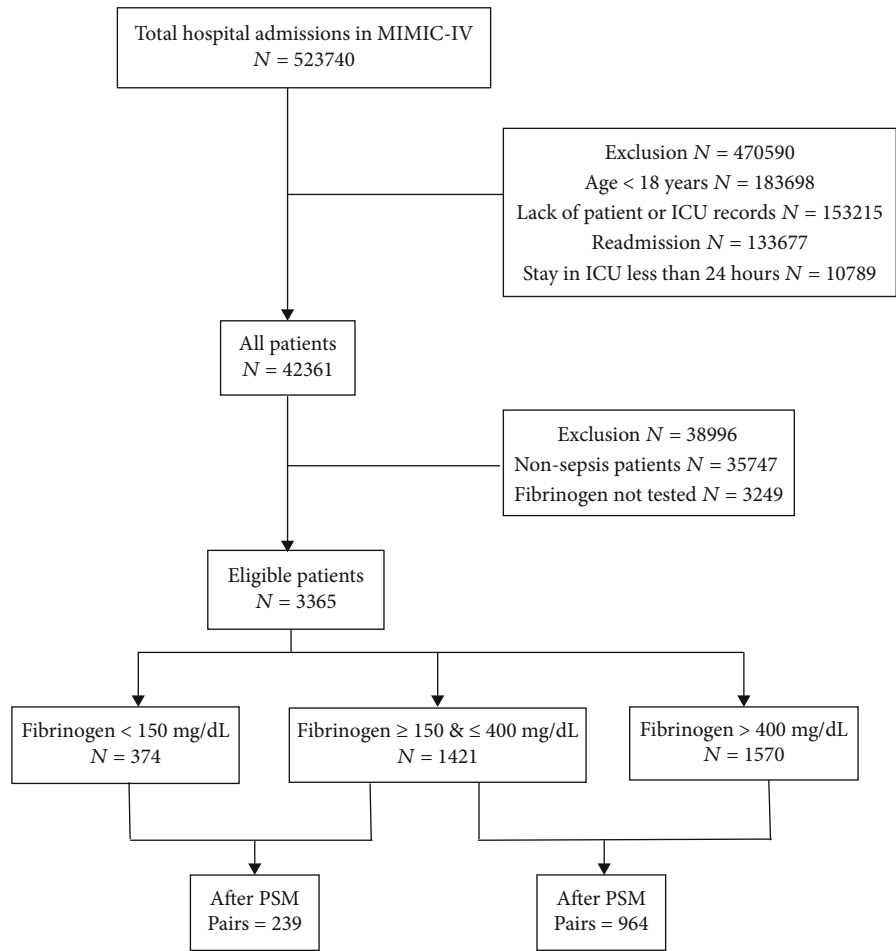 Total hospital admissions in MIMIC-IV
N = 523740
Exclusion N = 470590
Age < 18 years N = 183698
Lack of patient or ICU records N = 153215
Readmission N = 133677
Stay in ICU less than 24 hours N = 10789
All patients
N = 42361
Exclusion N = 38996
Non-sepsis patients N = 35747
Fibrinogen not tested N = 3249
Eligible patients
N = 3365
Fibrinogen < 150 mg/dL
N = 374
Fibrinogen ≥ 150 & ≤ 400 mg/dL
N = 1421
Fibrinogen > 400 mg/dL
N = 1570
After PSM
Pairs = 239
After PSM
Pairs = 964